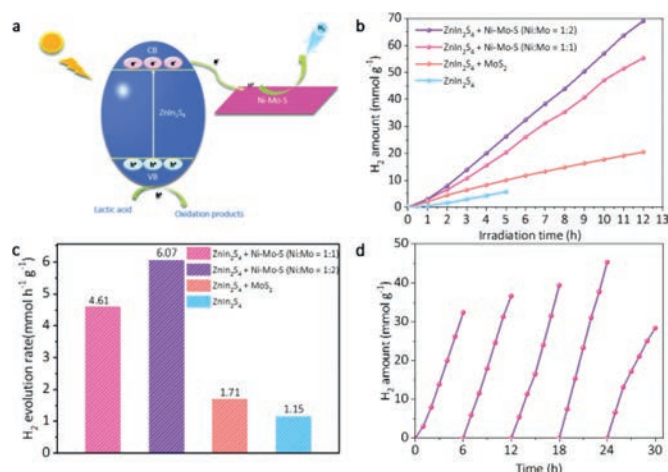 a
CB
e⁻ e⁻ e⁻
e⁻
H₂
ZnIn₂S₄
Ni-Mo-S
h⁺ h⁺ h⁺
VB
h⁺
Lactic acid
Oxidation products
b
ZnIn₂S₄ + Ni-Mo-S (Ni:Mo = 1:2)
ZnIn₂S₄ + Ni-Mo-S (Ni:Mo = 1:1)
ZnIn₂S₄ + MoS₂
ZnIn₂S₄
H₂ amount (mmol g⁻¹)
70
60
50
40
30
20
10
0
0 1 2 3 4 5 6 7 8 9 10 11 12 13
Irradiation time (h)
c
ZnIn₂S₄ + Ni-Mo-S (Ni:Mo = 1:1)
ZnIn₂S₄ + Ni-Mo-S (Ni:Mo = 1:2)
ZnIn₂S₄ + MoS₂
ZnIn₂S₄
H₂ evolution rate(mmol h⁻¹ g⁻¹)
6
5
4
3
2
1
0
4.61
6.07
1.71
1.15
d
H₂ amount (mmol g⁻¹)
50
40
30
20
10
0
0 6 12 18 24 30
Time (h)